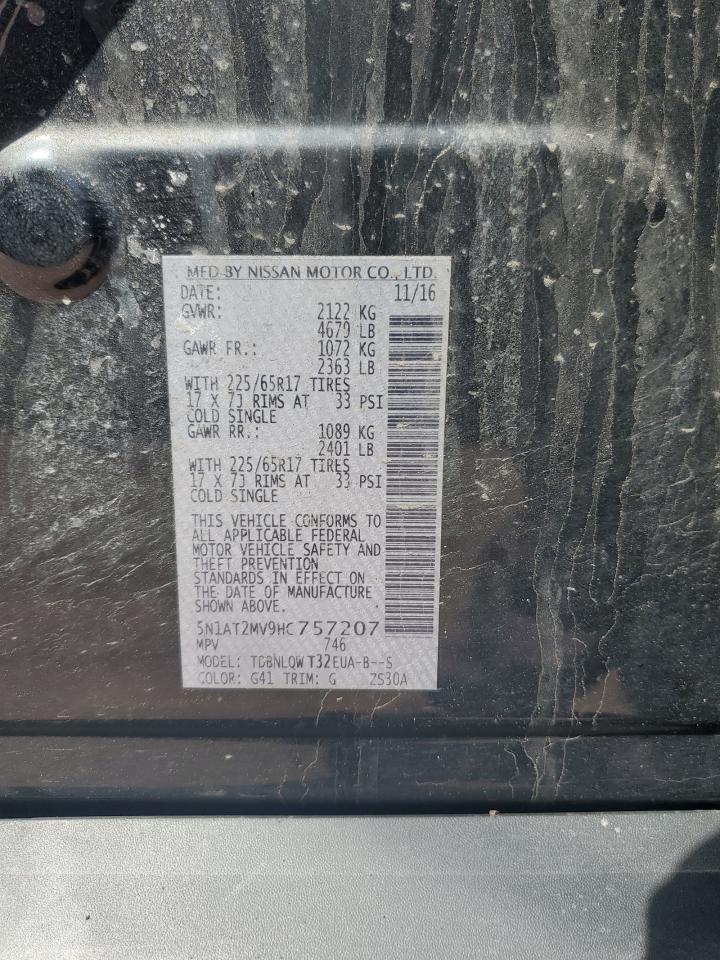 MFD BY NISSAN MOTOR CO., LTD.
DATE: 11/16
GVWR: 2122 KG
4679 LB
GAWR FR.: 1072 KG
2363 LB
WITH 225/65R17 TIRES
17 X 7J RIMS AT 33 PSI
COLD SINGLE
GAWR RR.: 1089 KG
2401 LB
WITH 225/65R17 TIRES
17 X 7J RIMS AT 33 PSI
COLD SINGLE
THIS VEHICLE CONFORMS TO
ALL APPLICABLE FEDERAL
MOTOR VEHICLE SAFETY AND
THEFT PREVENTION
STANDARDS IN EFFECT ON
THE DATE OF MANUFACTURE
SHOWN ABOVE.
5N1AT2MV9HC757207
MPV 746
MODEL: TDBNLQWT32EUA-B--S
COLOR: G41 TRIM: G ZS30A